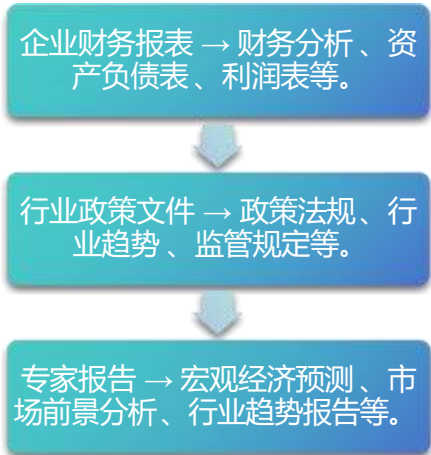 企业财务报表 → 财务分析 、资
产负债表 、利润表等。
行业政策文件 → 政策法规 、行
业趋势 、监管规定等。
专家报告 → 宏观经济预测 、市
场前景分析 、行业趋势报告等。